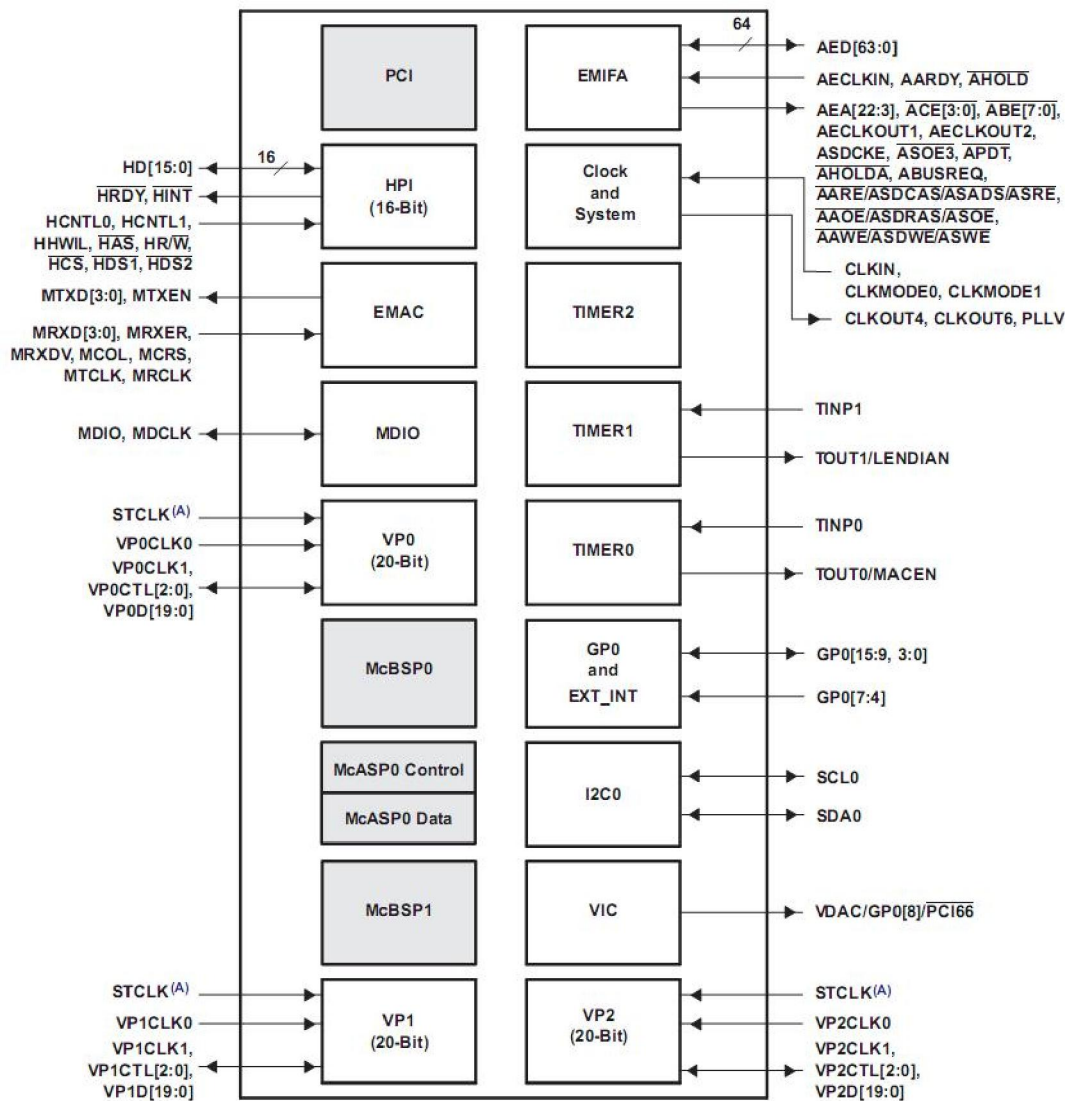 64
AED[63:0]
PCI
EMIFA
AECLKIN, AARDY, AHOLD
AEA[22:3], ACE[3:0], ABE[7:0],
AECLKOUT1, AECLKOUT2,
ASDCKE, ASOE3, APDT,
AHOLDA, ABUSREQ,
AARE/ASDCAS/ASADS/ASRE,
AAOE/ASDRAS/ASOE,
AAWE/ASDWE/ASWE
HD[15:0]
16
HRDY, HINT
HCNTL0, HCNTL1,
HHWIL, HAS, HR/W,
HCS, HDS1, HDS2
HPI
(16-Bit)
Clock
and
System
CLKIN,
CLKMODE0, CLKMODE1
CLKOUT4, CLKOUT6, PLLV
MTXD[3:0], MTXEN
MRXD[3:0], MRXER,
MRXDV, MCOL, MCRS,
MTCLK, MRCLK
EMAC
TIMER2
MDIO, MDCLK
MDIO
TIMER1
TINP1
TOUT1/LENDIAN
STCLK(A)
VP0CLK0
VP0CLK1,
VP0CTL[2:0],
VP0D[19:0]
VP0
(20-Bit)
TIMER0
TINP0
TOUT0/MACEN
McBSP0
GP0
and
EXT_INT
GP0[15:9, 3:0]
GP0[7:4]
McASP0 Control
McASP0 Data
I2C0
SCL0
SDA0
McBSP1
VIC
VDAC/GP0[8]/PCI66
STCLK(A)
VP1CLK0
VP1CLK1,
VP1CTL[2:0],
VP1D[19:0]
VP1
(20-Bit)
VP2
(20-Bit)
STCLK(A)
VP2CLK0
VP2CLK1,
VP2CTL[2:0],
VP2D[19:0]